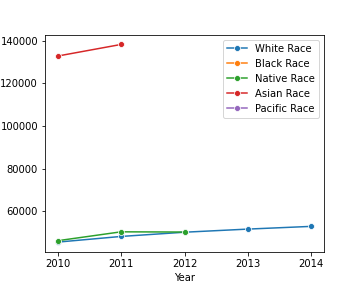 140000
120000
100000
80000
60000
2010 2011 2012 2013 2014
Year
White Race
Black Race
Native Race
Asian Race
Pacific Race